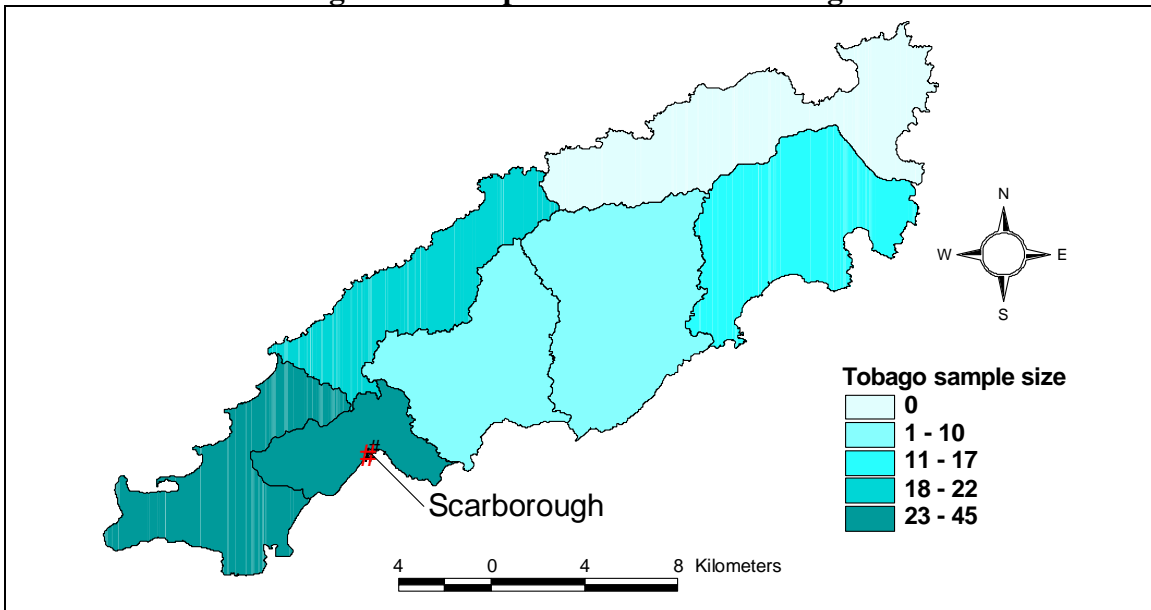 N
W E
S
Tobago sample size
0
1 - 10
11 - 17
18 - 22
23 - 45
##
Scarborough
4 0 4 8 Kilometers